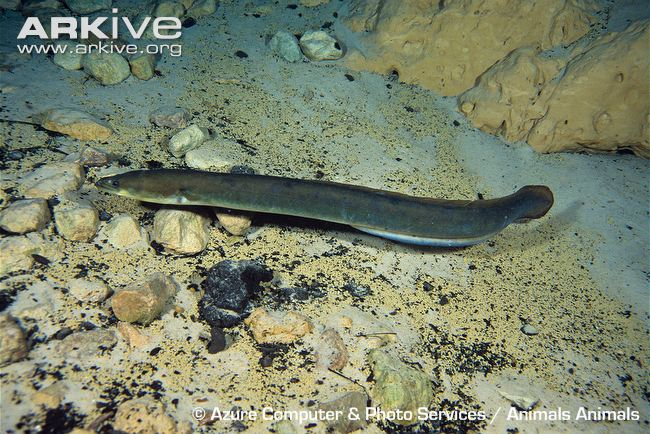 ARKIVE
www.arkive.org
© Azure Computer & Photo Services / Animals Animals